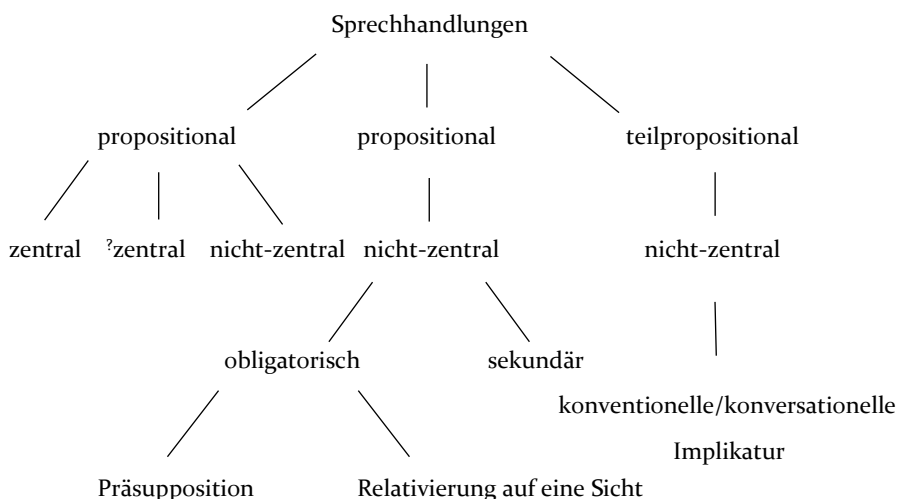 Sprechhandlungen
propositional propositional teilpropositional
zentral ?zentral nicht-zentral nicht-zentral nicht-zentral
obligatorisch sekundär
konventionelle/konversationelle
Implikatur
Präsupposition Relativierung auf eine Sicht